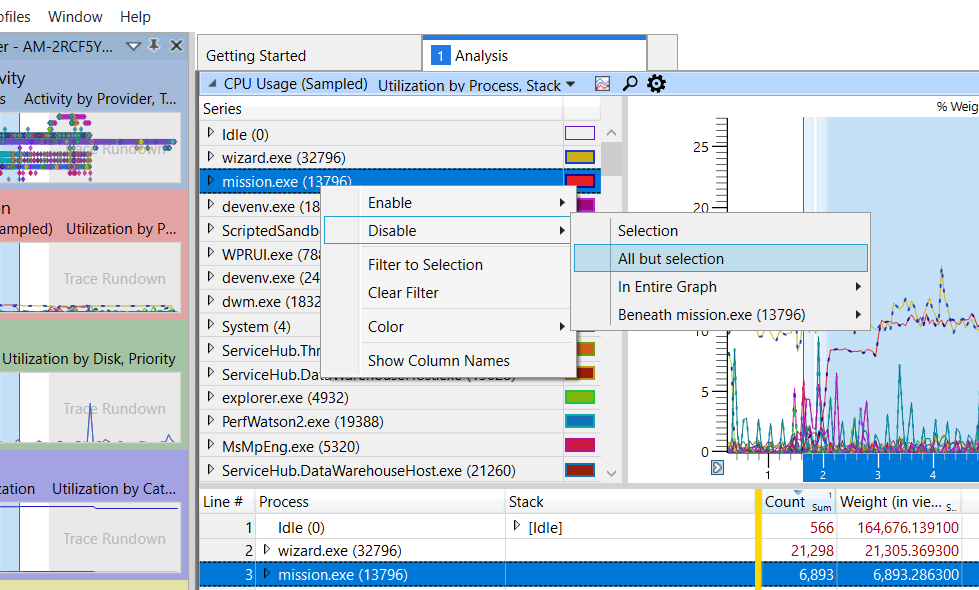 ofiles Window Help
er - AM-2RCF5Y...
Getting Started
1 Analysis
vity
s Activity by Provider, T...
Trace Rundown
on
ampled) Utilization by P...
Trace Rundown
Utilization by Disk, Priority
Trace Rundown
zation Utilization by Cat...
Trace Rundown
CPU Usage (Sampled) Utilization by Process, Stack
Series
% Weig
Idle (0)
wizard.exe (32796)
mission.exe (13796)
devenv.exe (18
ScriptedSandb
WPRUI.exe (788
devenv.exe (24
dwm.exe (1832
System (4)
ServiceHub.Thr
ServiceHub.DataWarehouseHost.exe
explorer.exe (4932)
PerfWatson2.exe (19388)
MsMpEng.exe (5320)
ServiceHub.DataWarehouseHost.exe (21260)
Enable
Disable
Filter to Selection
Clear Filter
Color
Show Column Names
Selection
All but selection
In Entire Graph
Beneath mission.exe (13796)
25
20
10
5
0
1 2 3 4
Line # Process Stack Count 1 Sum Weight (in vie... S..
1 Idle (0) [Idle] 566 164,676.139100
2 wizard.exe (32796) 21,298 21,305.369300
3 mission.exe (13796) 6,893 6,893.286300